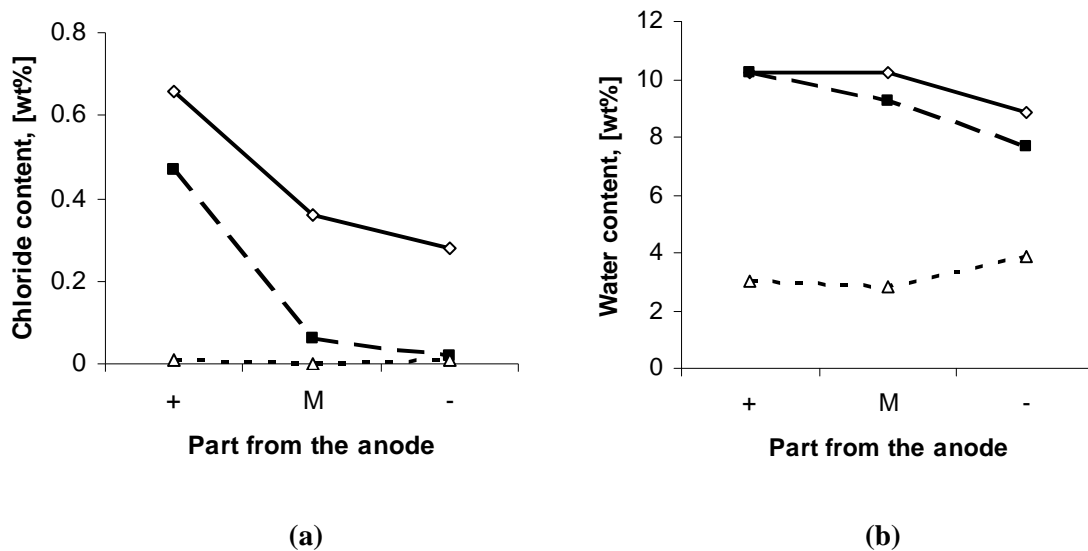 Chloride content, [wt%]
0.8
0.6
0.4
0.2
0
+ M -
Part from the anode
(a)
Water content, [wt%]
12
10
8
6
4
2
0
+ M -
Part from the anode
(b)